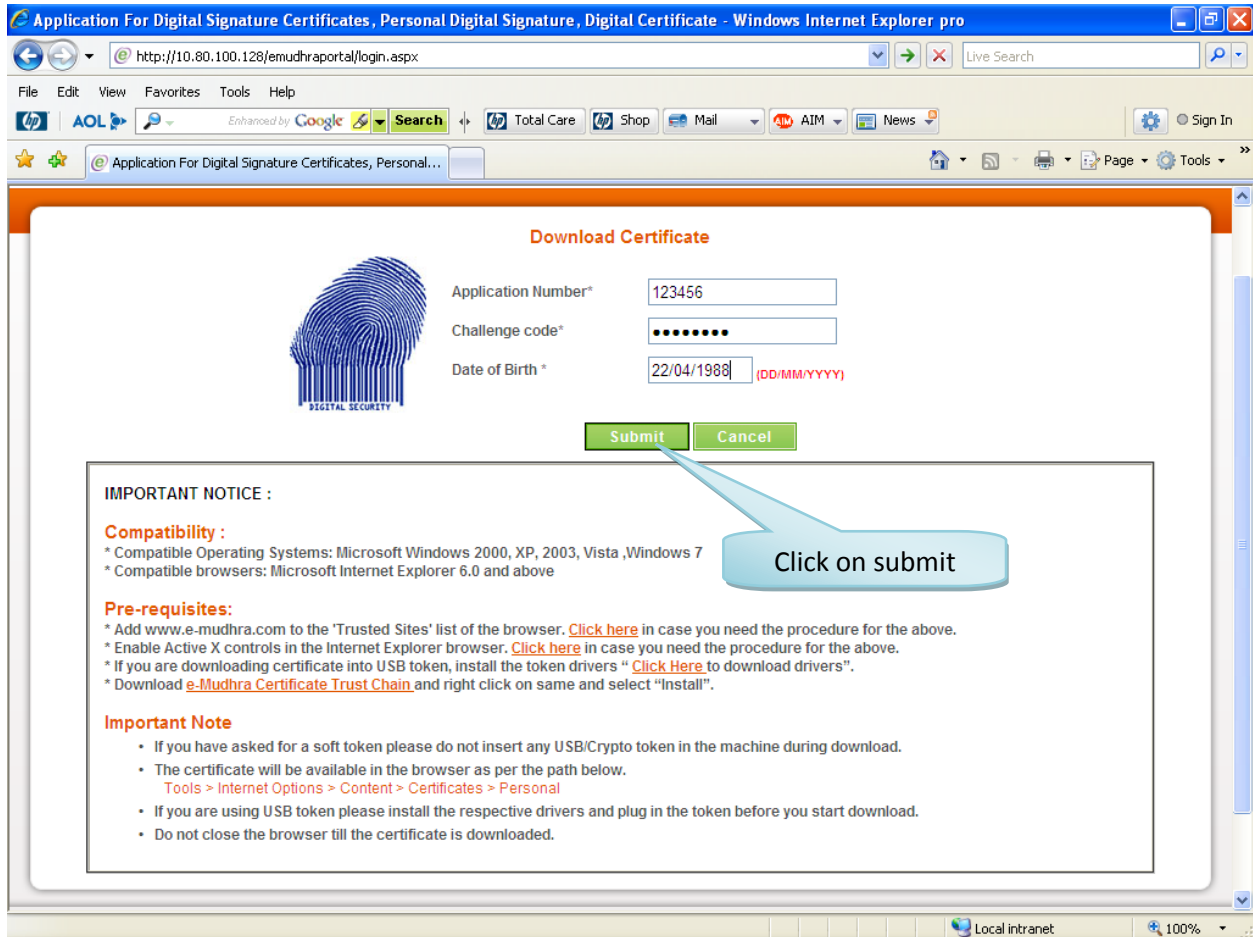 Application For Digital Signature Certificates, Personal Digital Signature, Digital Certificate - Windows Internet Explorer pro
http://10.80.100.128/emudhraportal/login.aspx
Live Search
File Edit View Favorites Tools Help
hp AOL Enhanced by Google Search Total Care Shop Mail AIM News Sign In
Application For Digital Signature Certificates, Personal... Page Tools
Download Certificate
Application Number* 123456
Challenge code* ●●●●●●●●
Date of Birth * 22/04/1988 (DD/MM/YYYY)
DIGITAL SECURITY
Submit Cancel
IMPORTANT NOTICE :
Click on submit
Compatibility :
* Compatible Operating Systems: Microsoft Windows 2000, XP, 2003, Vista ,Windows 7
* Compatible browsers: Microsoft Internet Explorer 6.0 and above
Pre-requisites:
* Add www.e-mudhra.com to the 'Trusted Sites' list of the browser. Click here in case you need the procedure for the above.
* Enable Active X controls in the Internet Explorer browser. Click here in case you need the procedure for the above.
* If you are downloading certificate into USB token, install the token drivers “ Click Here to download drivers”.
* Download e-Mudhra Certificate Trust Chain and right click on same and select “Install”.
Important Note
• If you have asked for a soft token please do not insert any USB/Crypto token in the machine during download.
• The certificate will be available in the browser as per the path below.
Tools > Internet Options > Content > Certificates > Personal
• If you are using USB token please install the respective drivers and plug in the token before you start download.
• Do not close the browser till the certificate is downloaded.
Local intranet 100%